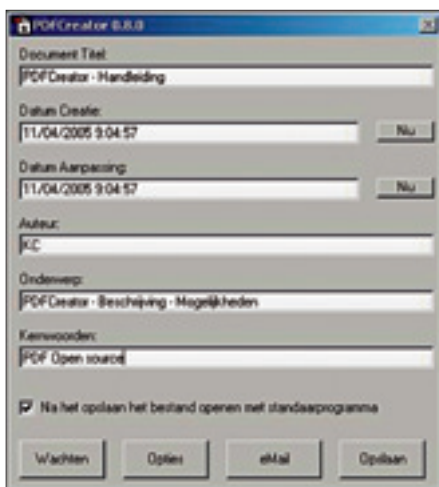 PDFCreator 0.8.0
Document Titel:
PDFCreator - Handleiding
Datum Creatie:
11/04/2005 9:04:57
Nu
Datum Aanpassing:
11/04/2005 9:04:57
Nu
Auteur:
KC
Onderwerp:
PDFCreator - Beschrijving - Mogelijkheden
Kernwoorden:
PDF Open source
Na het opslaan het bestand openen met standaarprogramma
Wachten Opties eMail Opslaan